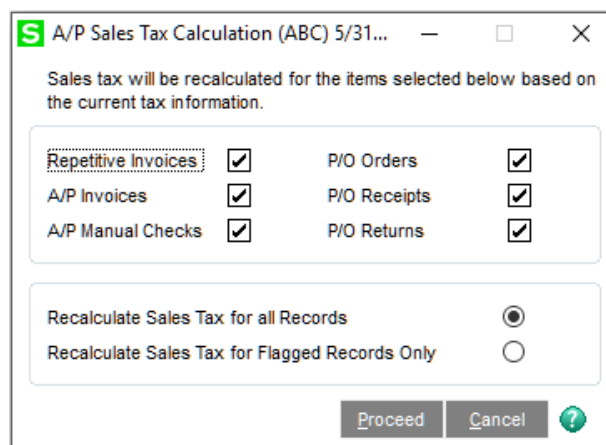 S A/P Sales Tax Calculation (ABC) 5/31...
Sales tax will be recalculated for the items selected below based on
the current tax information.
Repetitive Invoices P/O Orders
A/P Invoices P/O Receipts
A/P Manual Checks P/O Returns
Recalculate Sales Tax for all Records
Recalculate Sales Tax for Flagged Records Only
Proceed Cancel ?